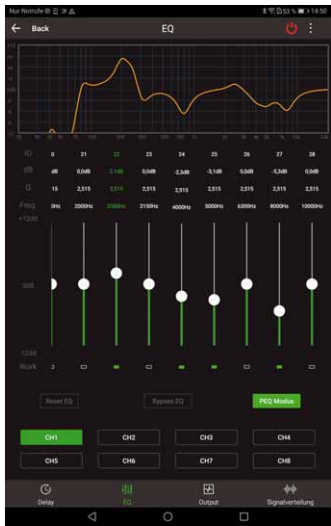 Nur Notrufe
53 % 14:50
Back EQ
ID 0 21 22 23 24 25 26 27 28
dB dB 0,0dB 2,1dB 0,0dB -2,3dB -3,1dB 0,0dB -5,3dB 0,0dB
Q 15 2,515 2,515 2,515 2,515 2,515 2,515 2,515 2,515
Freq. 0Hz 2000Hz 3150Hz 4000Hz 5000Hz 6300Hz 8000Hz 10000Hz
+12dB
0dB
-12dB
Work
Reset EQ Bypass EQ PEQ Modus
CH1 CH2 CH3 CH4
CH5 CH6 CH7 CH8
Delay EQ Output Signalverteilung